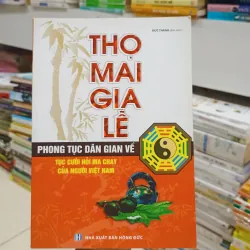 THỌ
MAI
GIA
LỄ
PHONG TỤC DÂN GIAN VỀ
TỤC CƯỚI HỎI MA CHAY
CỦA NGƯỜI VIỆT NAM
NHÀ XUẤT BẢN HỒNG ĐỨC